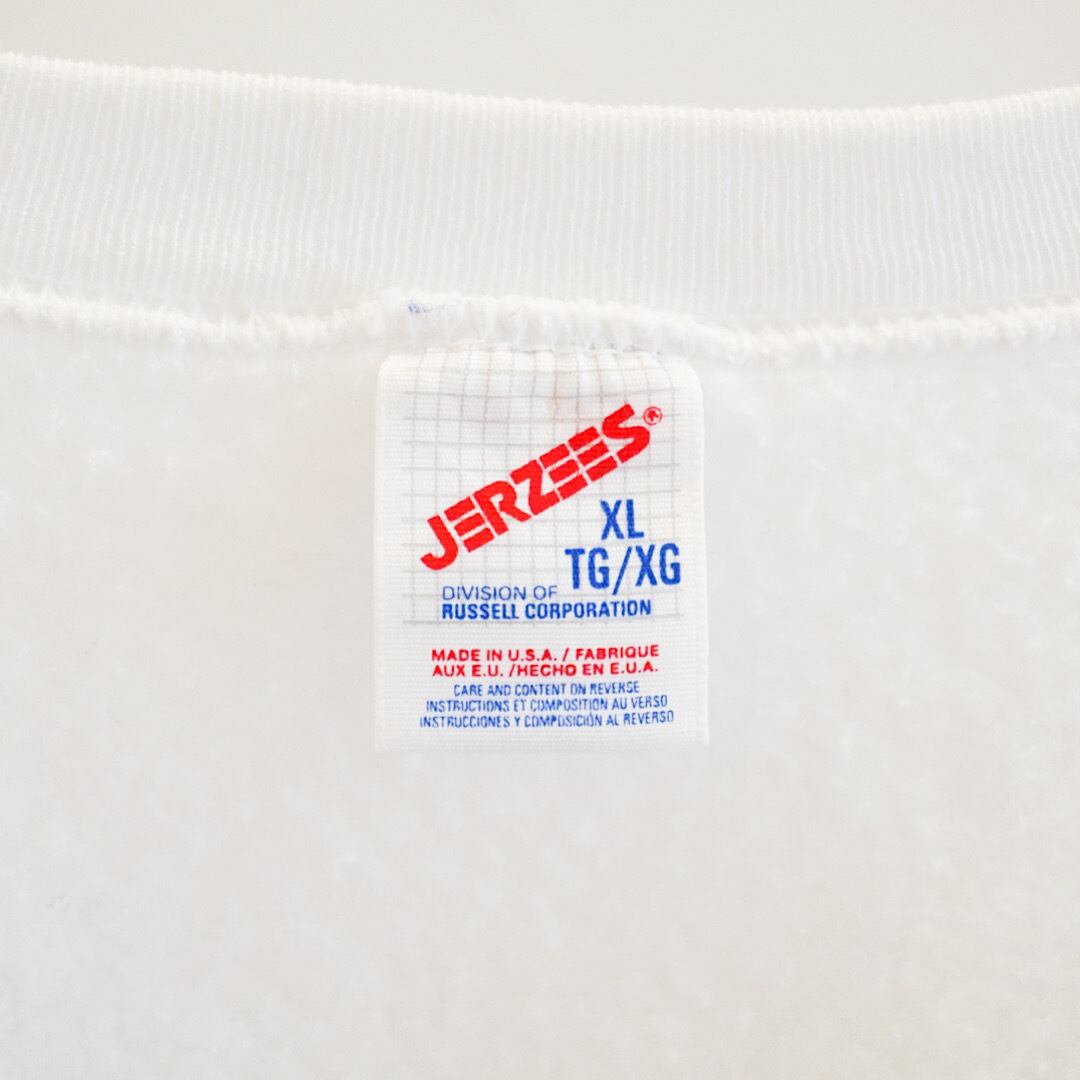 JERZEES®
XL
TG/XG
DIVISION OF
RUSSELL CORPORATION
MADE IN U.S.A. / FABRIQUE
AUX E.U. /HECHO EN E.U.A.
CARE AND CONTENT ON REVERSE
INSTRUCTIONS ET COMPOSITION AU VERSO
INSTRUCCIONES Y COMPOSICIÓN AL REVERSO